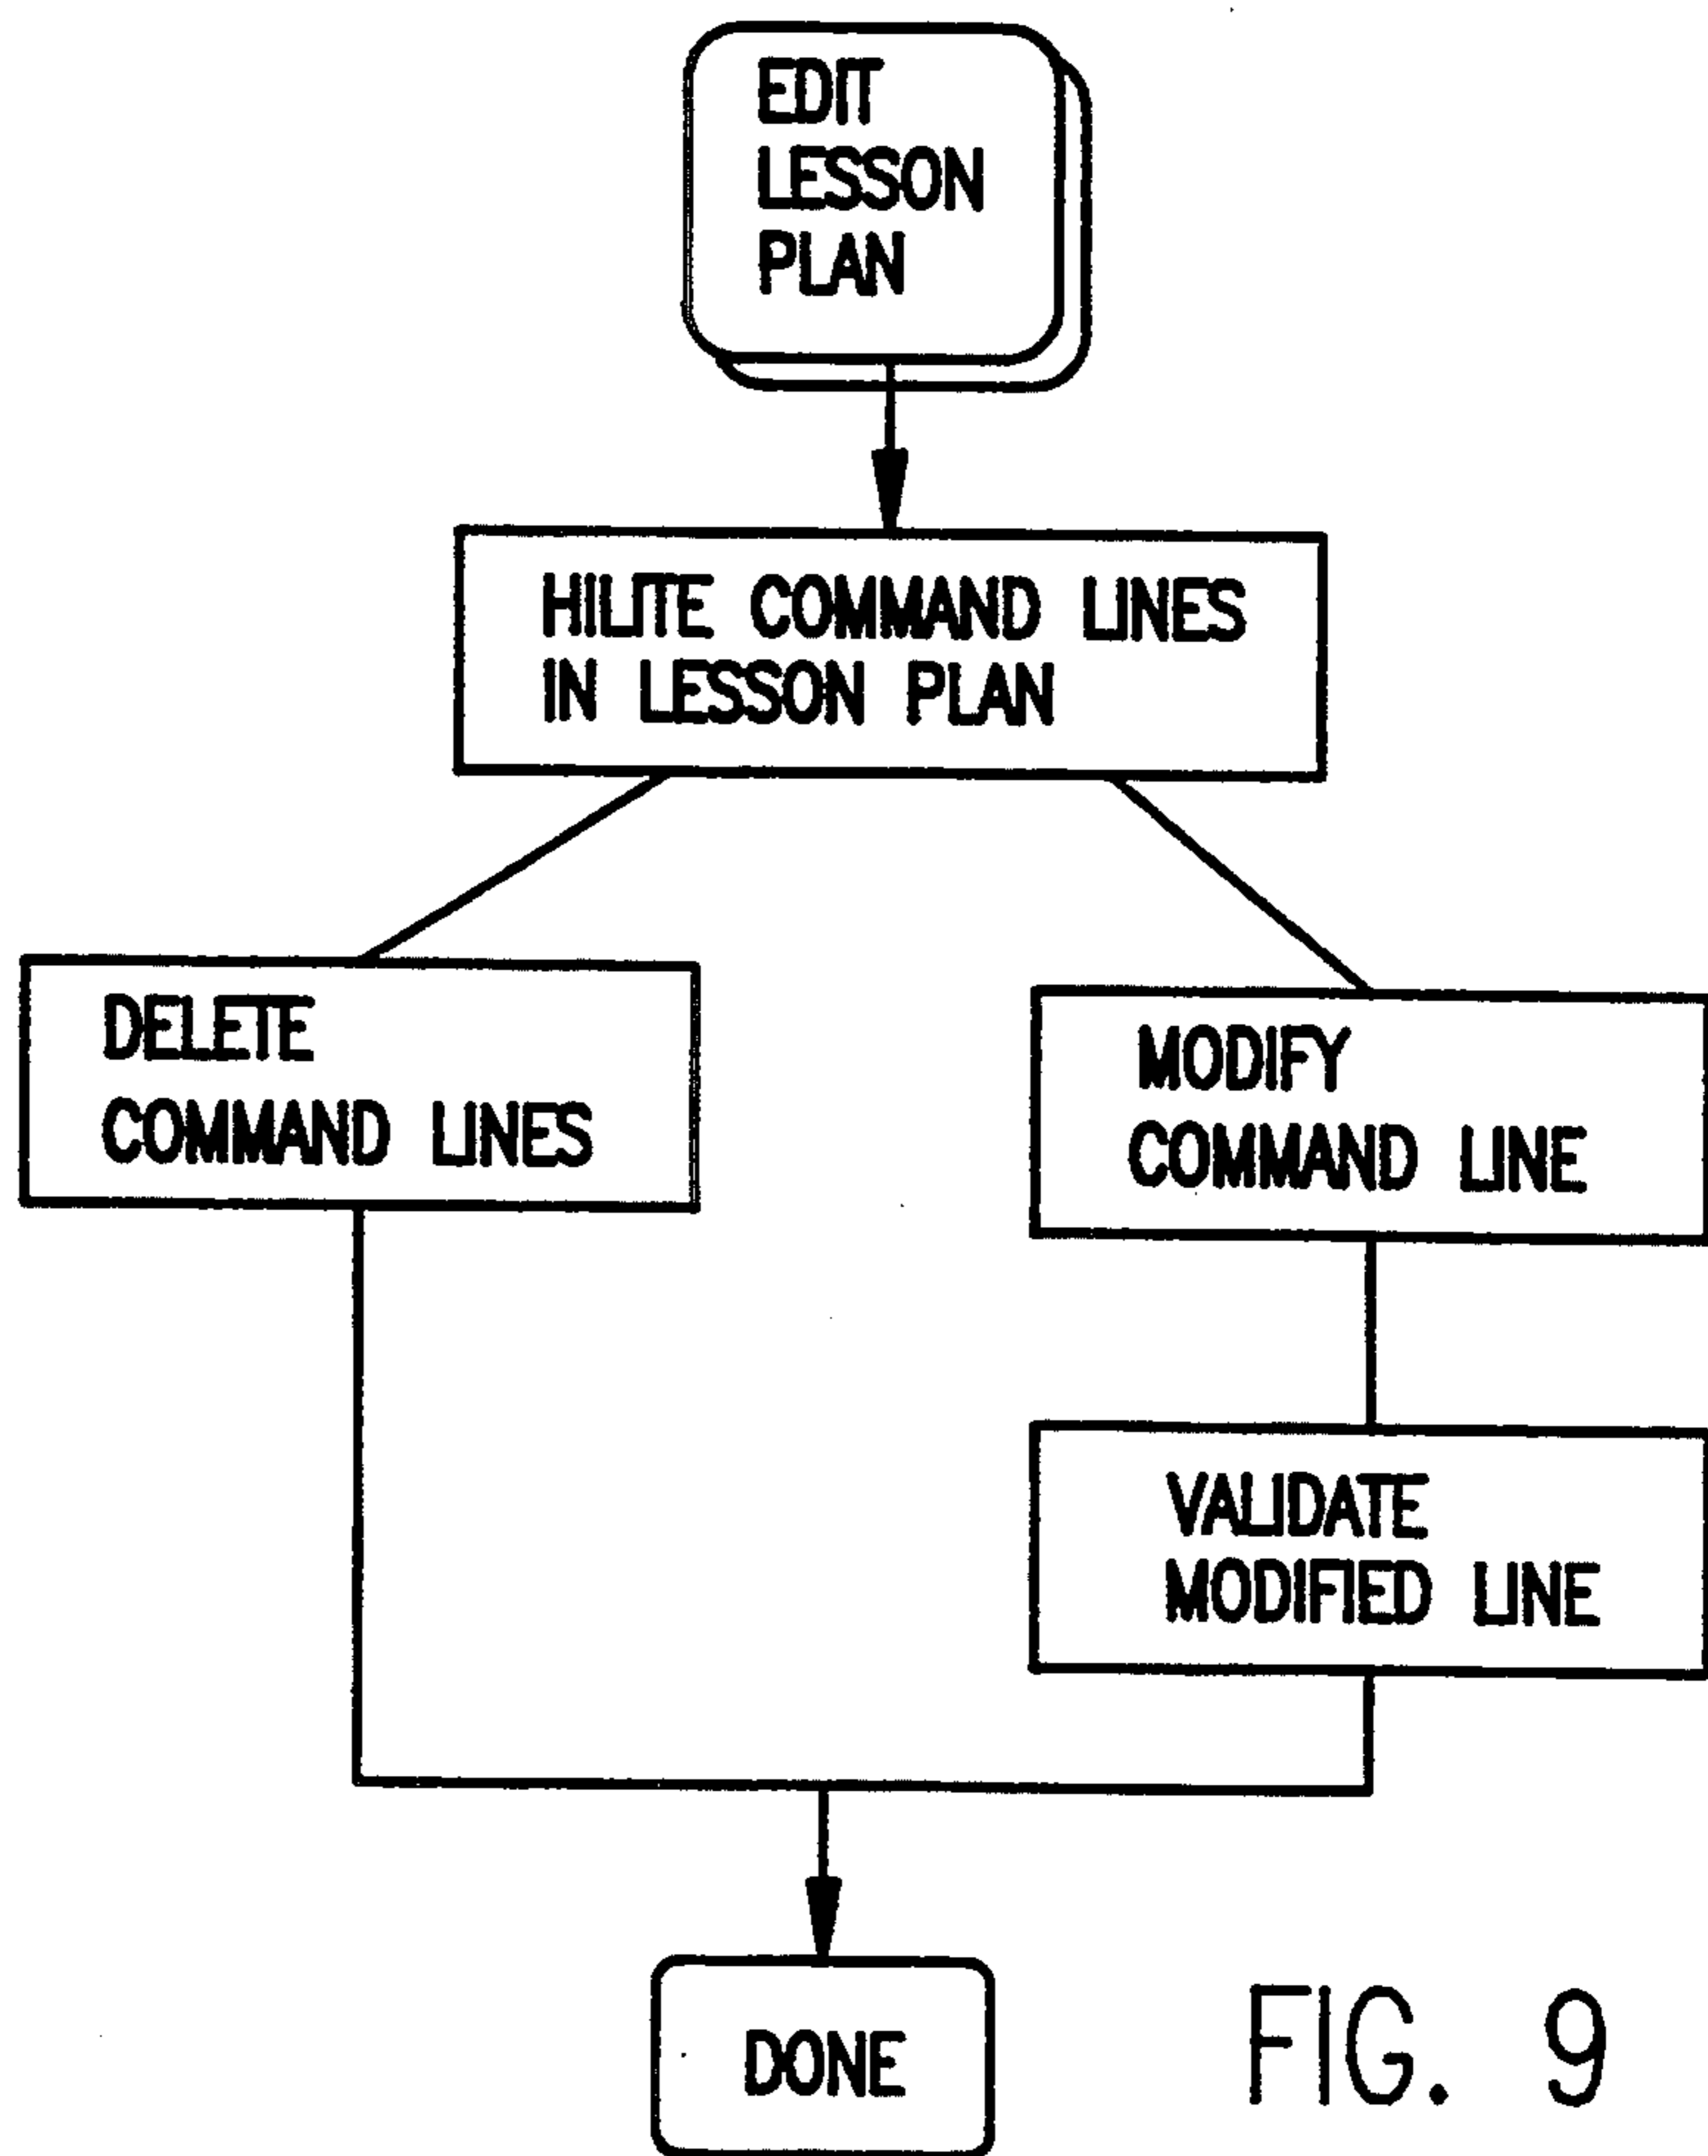 EDIT
LESSON
PLAN
HILITE COMMAND LINES
IN LESSON PLAN
DELETE
COMMAND LINES
MODIFY
COMMAND LINE
VALIDATE
MODIFIED LINE
DONE
FIG. 9